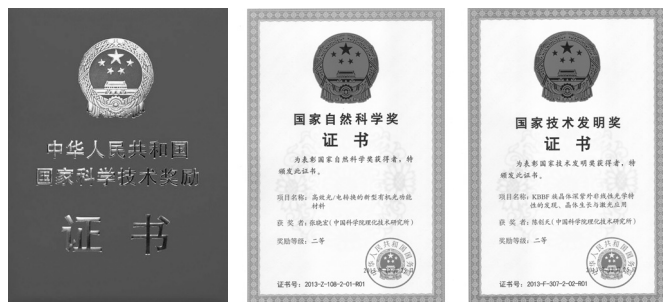 中华人民共和国
国家科学技术奖励
证书
国家自然科学奖
证书
为表彰国家自然科学奖获得者，特
颁发此证书。
项目名称：高效光/电转换的新型有机光功能
材料
获 奖 者：张晓宏（中国科学院理化技术研究所）
奖励等级：二等
证书号：2013-Z-108-2-01-R01
国家技术发明奖
证书
为表彰国家技术发明奖获得者，特
颁发此证书。
项目名称：KBBF族晶体深紫外非线性光学特
性的发现、晶体生长与激光应用
获 奖 者：陈创天（中国科学院理化技术研究所）
奖励等级：二等
证书号：2013-F-307-2-02-R01